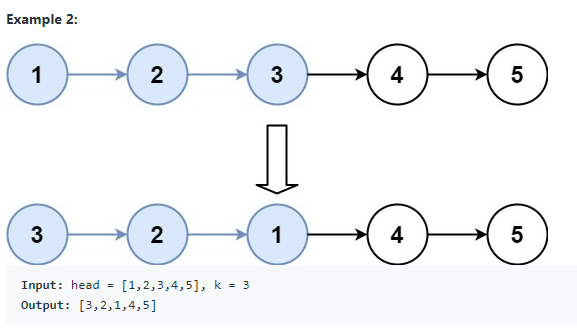 Example 2:
1 2 3 4 5
3 2 1 4 5
Input: head = [1,2,3,4,5], k = 3
Output: [3,2,1,4,5]